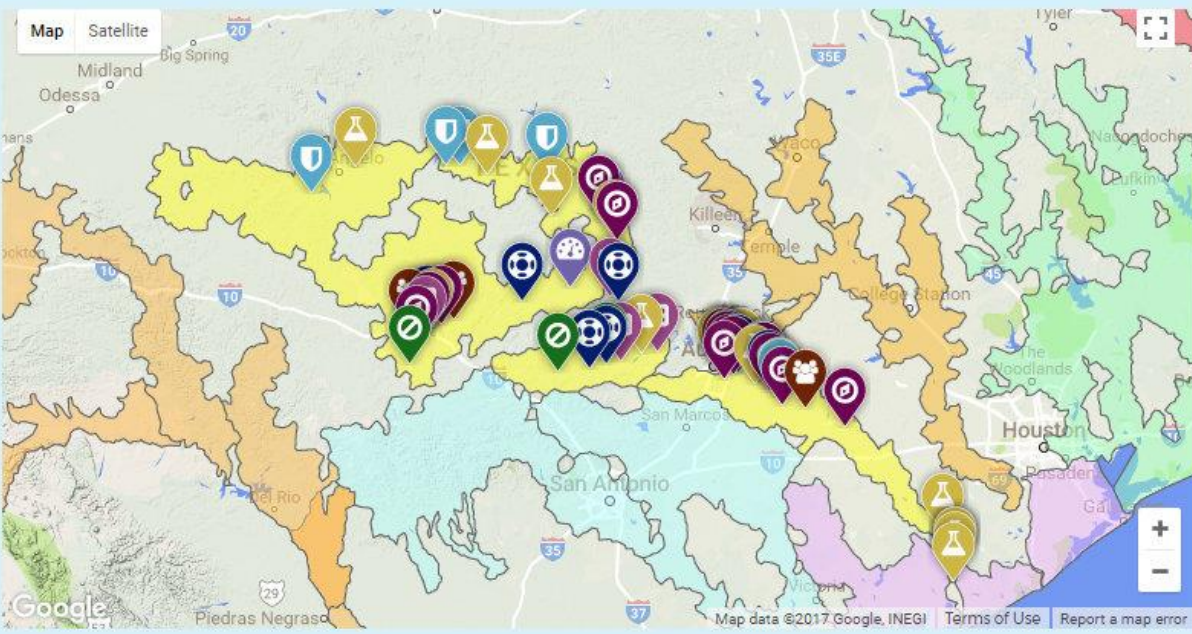 Map
Satellite
20
Big Spring
Midland
Odessa
35E
Tyler
Waco
Killeen
Temple
Lufkin
10
10
35
45
College Station
The
Woodlands
Houston
69
San Marcos
10
10
San Antonio
Del Rio
35
29
57
37
Victoria
Piedras Negras
Google
+
−
Map data ©2017 Google, INEGI
Terms of Use
Report a map error